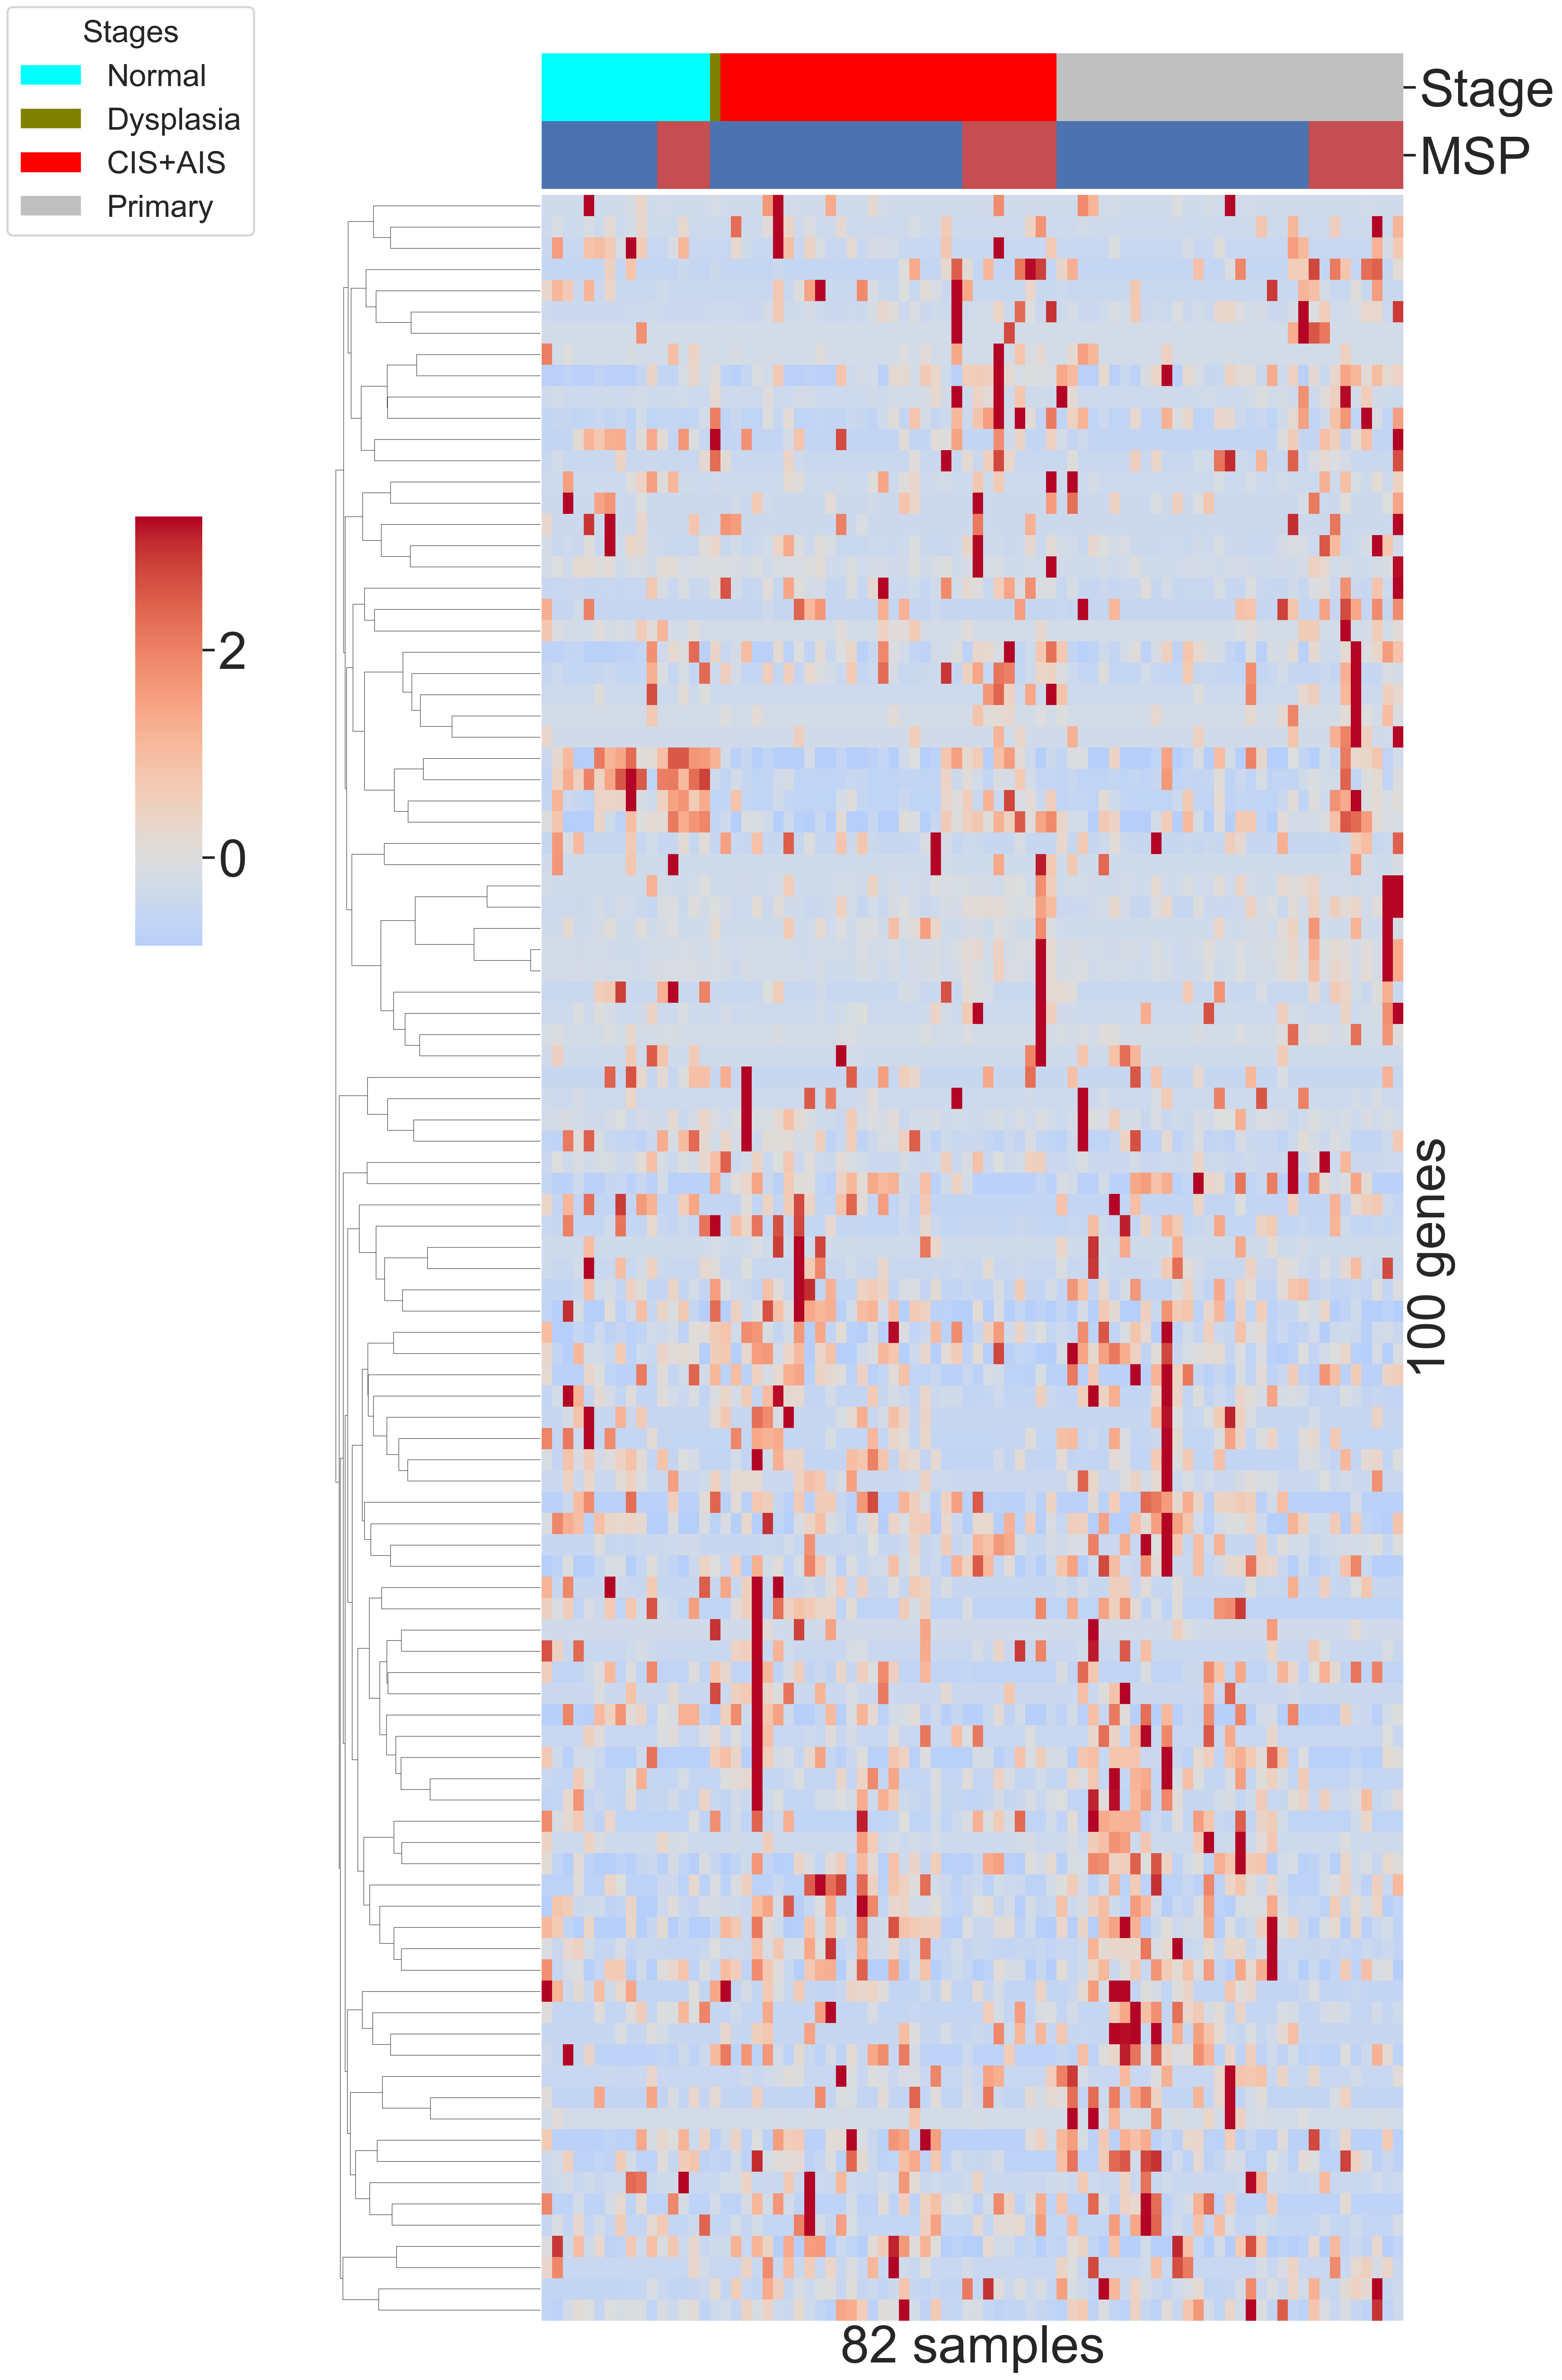 Stages
Normal
Dysplasia
CIS+AIS
Primary
Stage
MSP
2
0
100 genes
82 samples